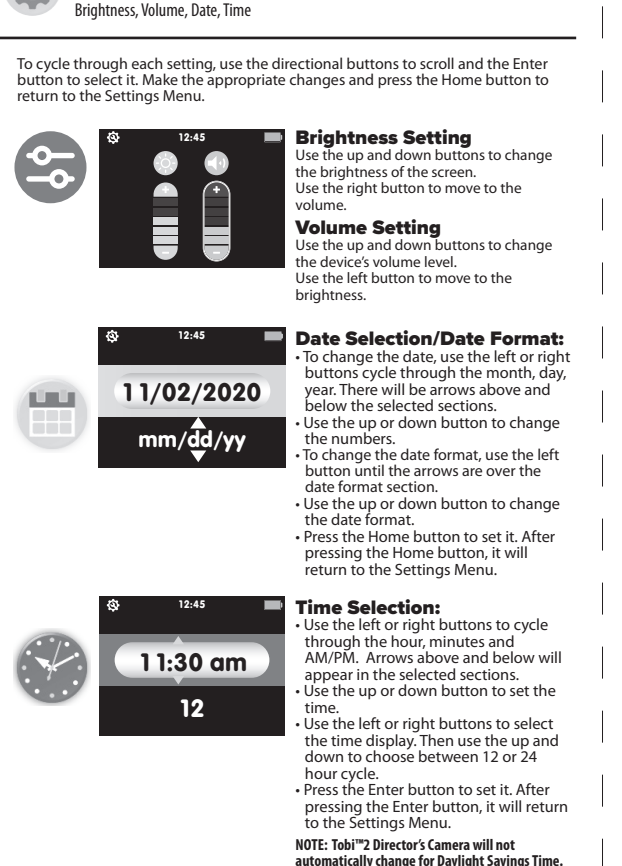 Brightness, Volume, Date, Time
To cycle through each setting, use the directional buttons to scroll and the Enter
button to select it. Make the appropriate changes and press the Home button to
return to the Settings Menu.
12:45
Brightness Setting
Use the up and down buttons to change
the brightness of the screen.
Use the right button to move to the
volume.
Volume Setting
Use the up and down buttons to change
the device's volume level.
Use the left button to move to the
brightness.
12:45
11/02/2020
mm/dd/yy
Date Selection/Date Format:
• To change the date, use the left or right
buttons cycle through the month, day,
year. There will be arrows above and
below the selected sections.
• Use the up or down button to change
the numbers.
• To change the date format, use the left
button until the arrows are over the
date format section.
• Use the up or down button to change
the date format.
• Press the Home button to set it. After
pressing the Home button, it will
return to the Settings Menu.
12:45
11:30 am
12
Time Selection:
• Use the left or right buttons to cycle
through the hour, minutes and
AM/PM.  Arrows above and below will
appear in the selected sections.
• Use the up or down button to set the
time.
• Use the left or right buttons to select
the time display. Then use the up and
down to choose between 12 or 24
hour cycle.
• Press the Enter button to set it. After
pressing the Enter button, it will return
to the Settings Menu.
NOTE: Tobi™2 Director's Camera will not
automatically change for Daylight Savings Time.